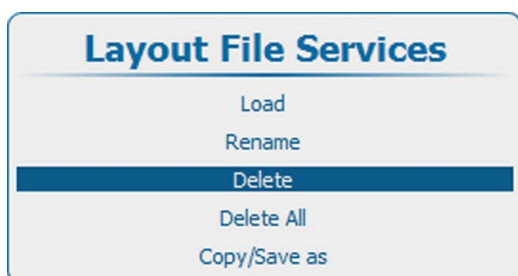 Layout File Services
Load
Rename
Delete
Delete All
Copy/Save as